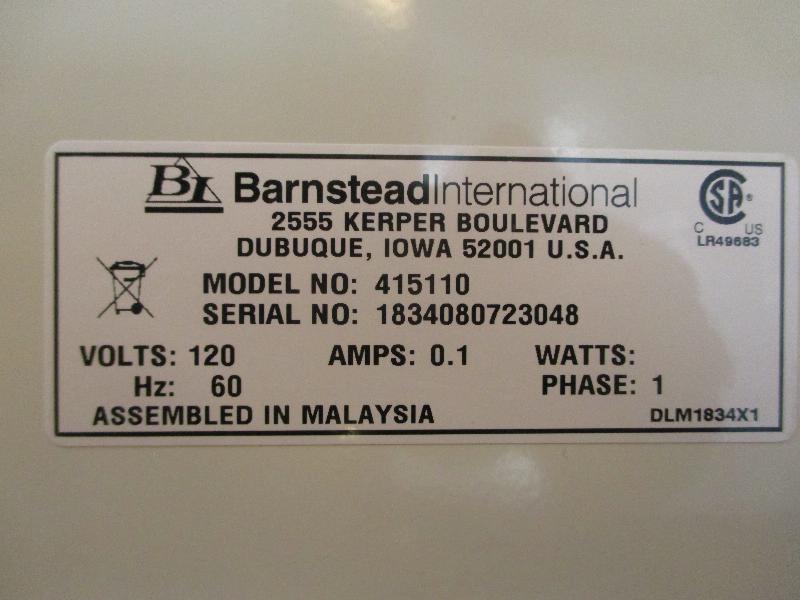 BI BarnsteadInternational
2555 KERPER BOULEVARD
DUBUQUE, IOWA 52001 U.S.A.
SA ®
C US
LR49683
MODEL NO: 415110
SERIAL NO: 1834080723048
VOLTS: 120 AMPS: 0.1 WATTS:
Hz: 60 PHASE: 1
ASSEMBLED IN MALAYSIA DLM1834X1